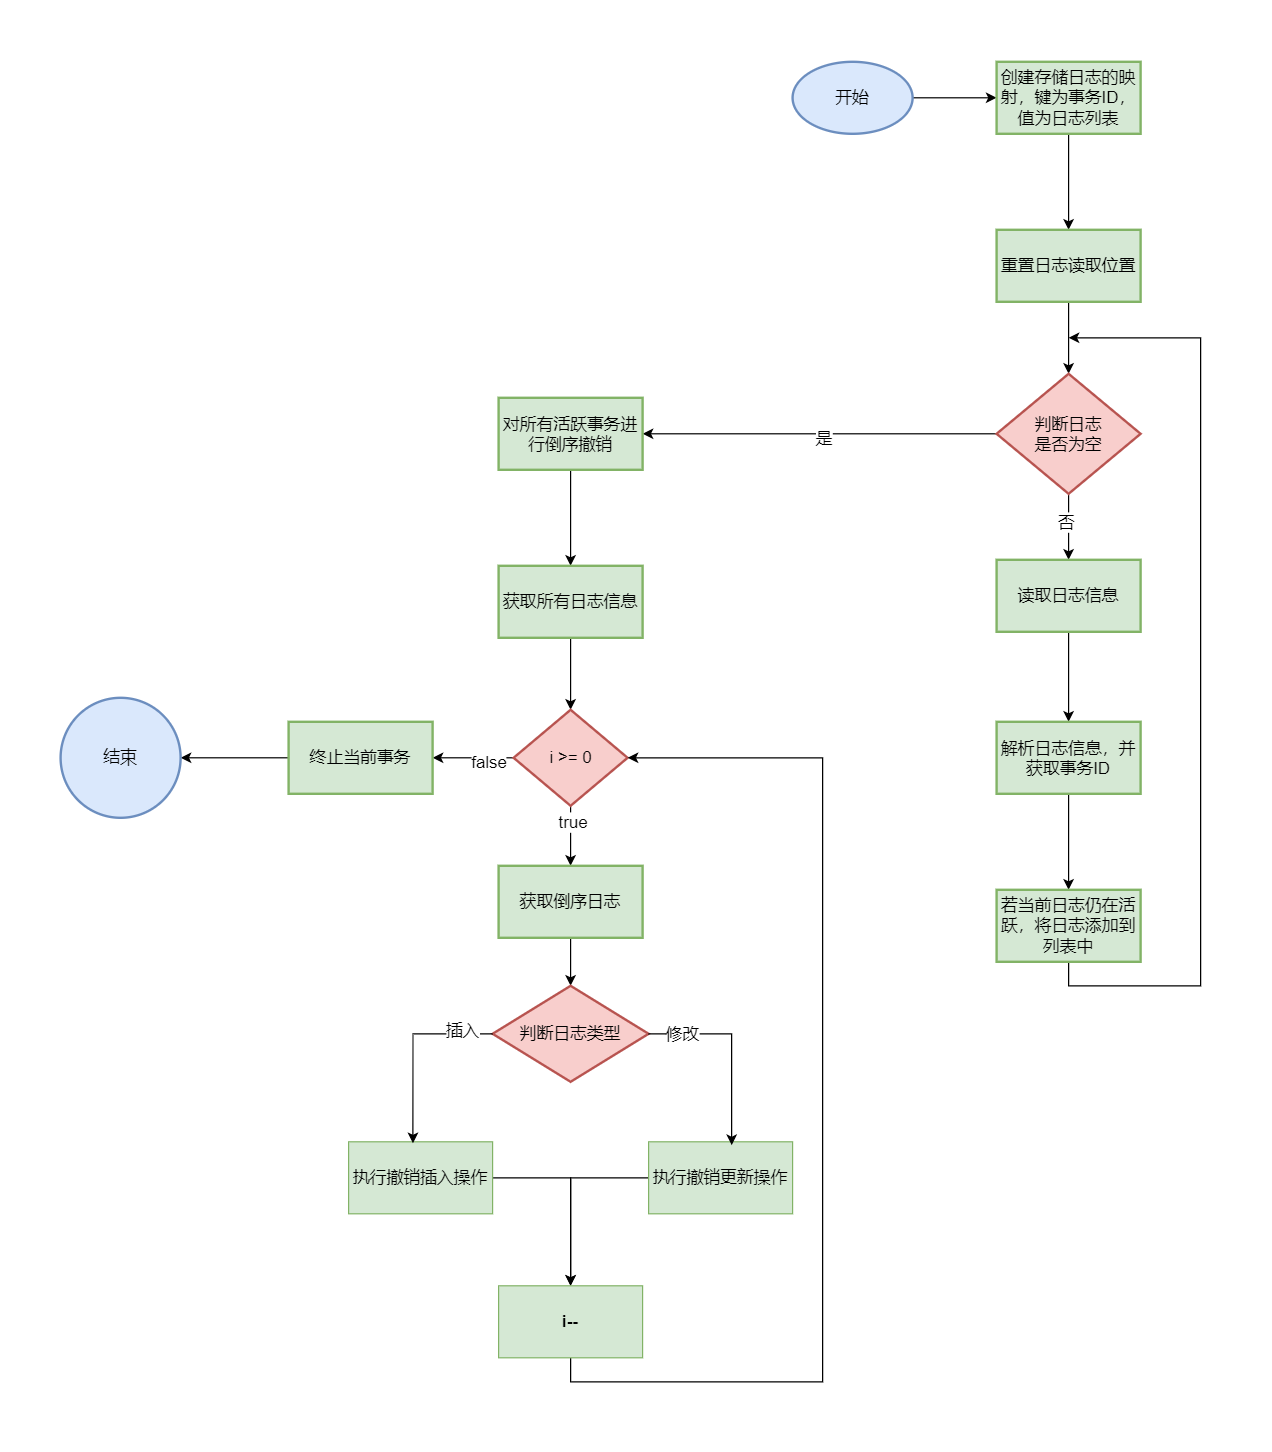 开始
创建存储日志的映
射，键为事务ID，
值为日志列表
重置日志读取位置
判断日志
是否为空
是
否
对所有活跃事务进
行倒序撤销
读取日志信息
获取所有日志信息
解析日志信息，并
获取事务ID
若当前日志仍在活
跃，将日志添加到
列表中
i >= 0
false
终止当前事务
结束
true
获取倒序日志
判断日志类型
插入
修改
执行撤销插入操作
执行撤销更新操作
i--